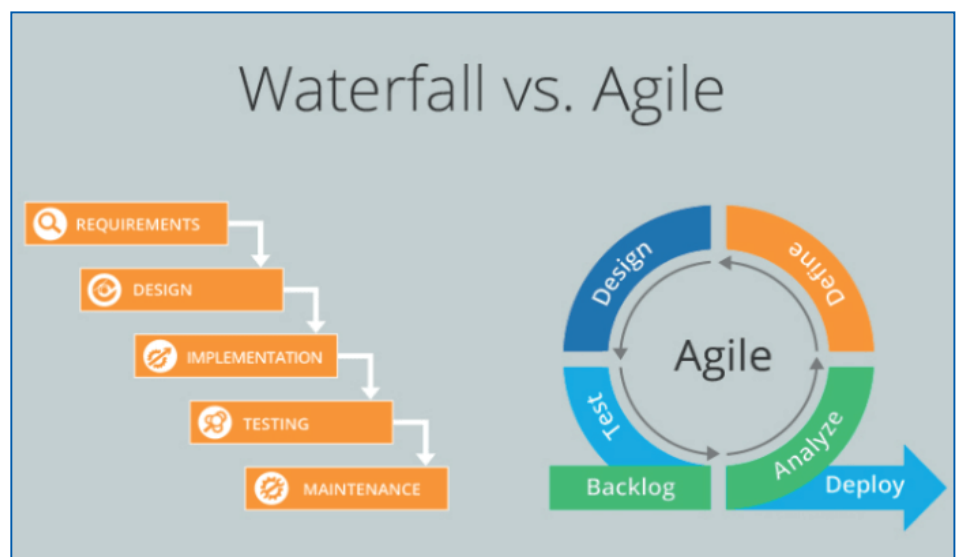 Waterfall vs. Agile
REQUIREMENTS
DESIGN
IMPLEMENTATION
TESTING
MAINTENANCE
Design
Define
Agile
Test
Analyze
Backlog
Deploy